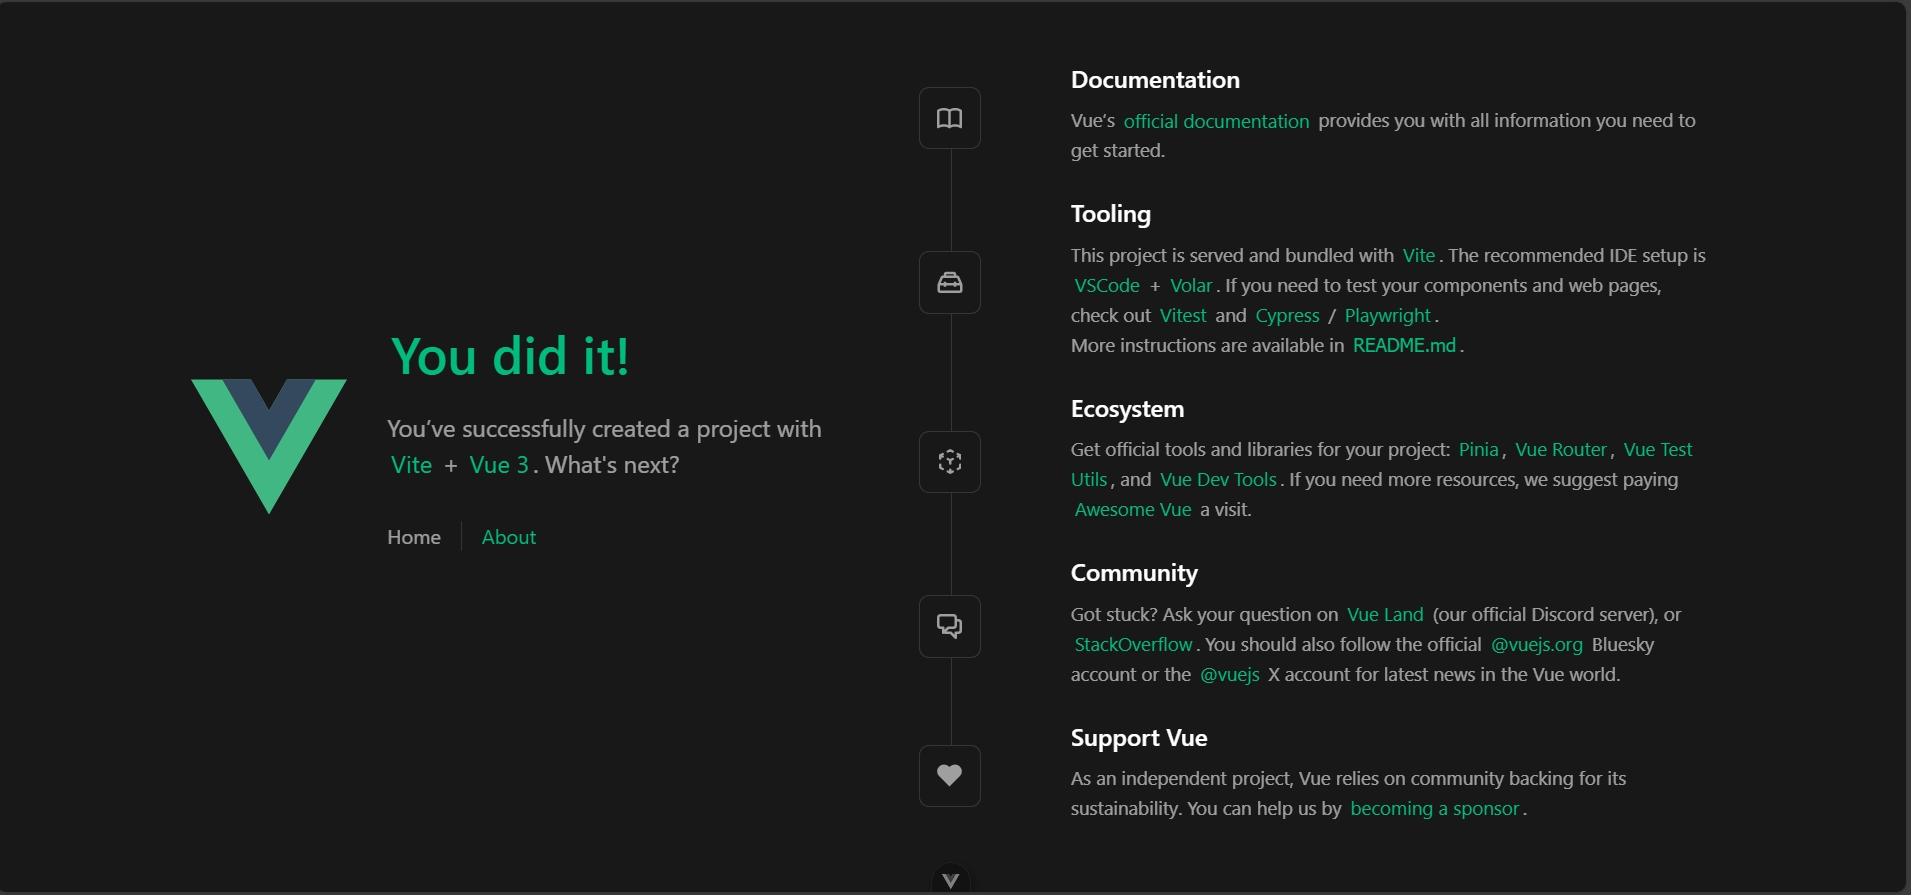 You did it!
You’ve successfully created a project with
Vite + Vue 3. What's next?
Home
About
Documentation
Vue’s official documentation provides you with all information you need to
get started.
Tooling
This project is served and bundled with Vite. The recommended IDE setup is
VSCode + Volar. If you need to test your components and web pages,
check out Vitest and Cypress / Playwright.
More instructions are available in README.md.
Ecosystem
Get official tools and libraries for your project: Pinia, Vue Router, Vue Test
Utils, and Vue Dev Tools. If you need more resources, we suggest paying
Awesome Vue a visit.
Community
Got stuck? Ask your question on Vue Land (our official Discord server), or
StackOverflow. You should also follow the official @vuejs.org Bluesky
account or the @vuejs X account for latest news in the Vue world.
Support Vue
As an independent project, Vue relies on community backing for its
sustainability. You can help us by becoming a sponsor.